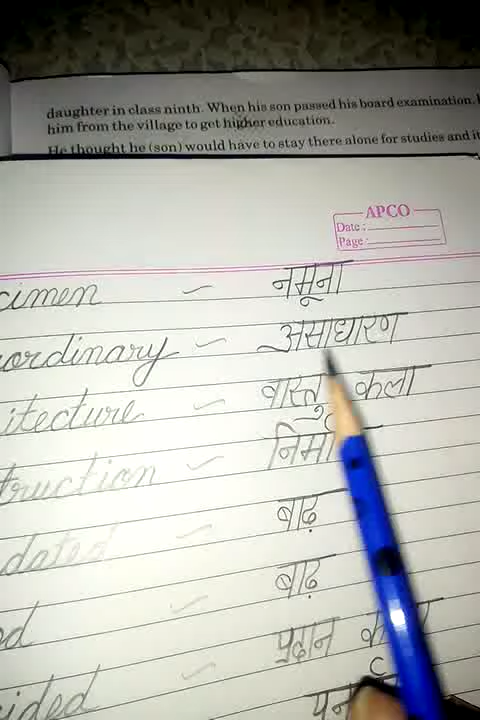 daughter in class ninth. When his son passed his board examination.
him from the village to get higher education.
He thought he (son) would have to stay there alone for studies and it
APCO
Date :
Page :
cimen - नमूना
ordinary - असाधारण
itecture - वास्तु कला
truction -
dated - बाढ़
बाढ़
ided - प्रदान